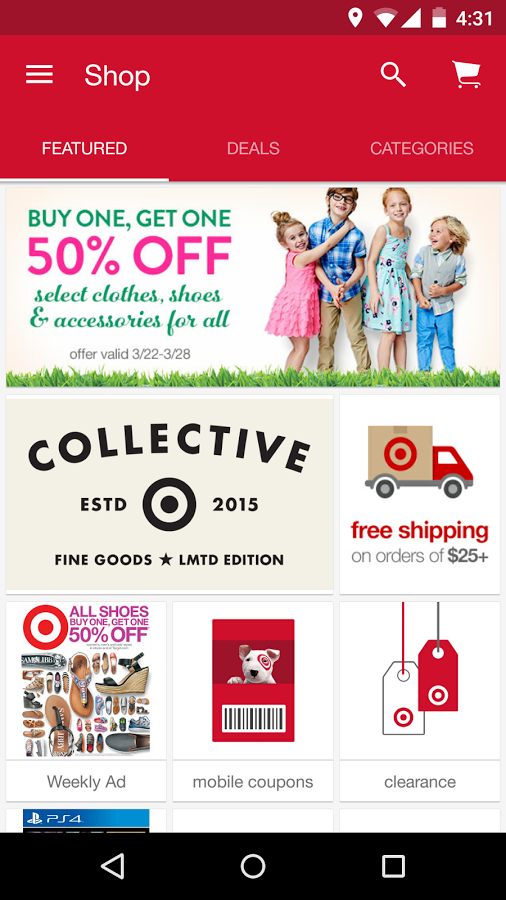 4:31
Shop
FEATURED
DEALS
CATEGORIES
BUY ONE, GET ONE
50% OFF
select clothes, shoes
& accessories for all
offer valid 3/22-3/28
COLLECTIVE
ESTD 2015
FINE GOODS ★ LMTD EDITION
free shipping
on orders of $25+
ALL SHOES
BUY ONE, GET ONE
50% OFF
Weekly Ad
mobile coupons
clearance
PS4